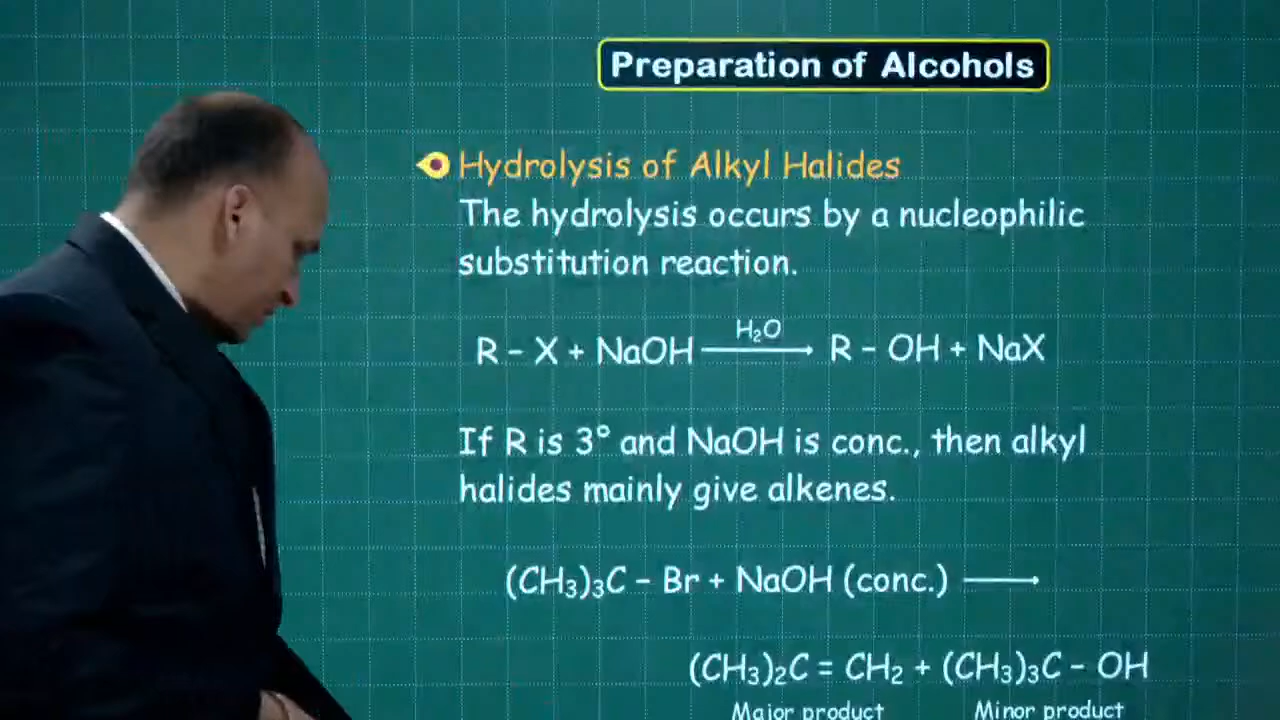 Preparation of Alcohols
Hydrolysis of Alkyl Halides
The hydrolysis occurs by a nucleophilic
substitution reaction.
H₂O
R – X + NaOH ⟶ R – OH + NaX
If R is 3° and NaOH is conc., then alkyl
halides mainly give alkenes.
(CH₃)₃C – Br + NaOH (conc.) ⟶
(CH₃)₂C = CH₂ + (CH₃)₃C – OH
Major product Minor product